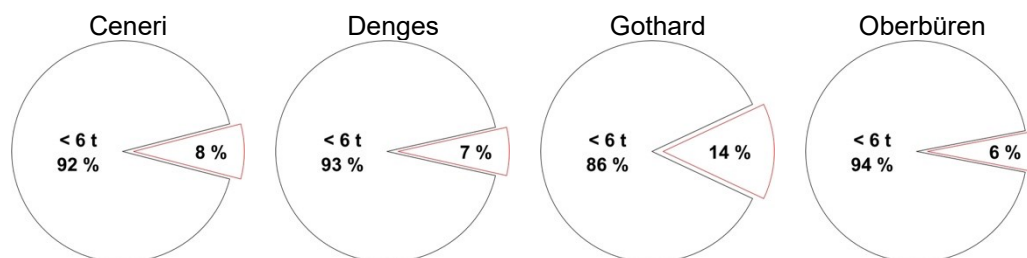 Ceneri
< 6 t
92 %
8 %
Denges
< 6 t
93 %
7 %
Gothard
< 6 t
86 %
14 %
Oberbüren
< 6 t
94 %
6 %